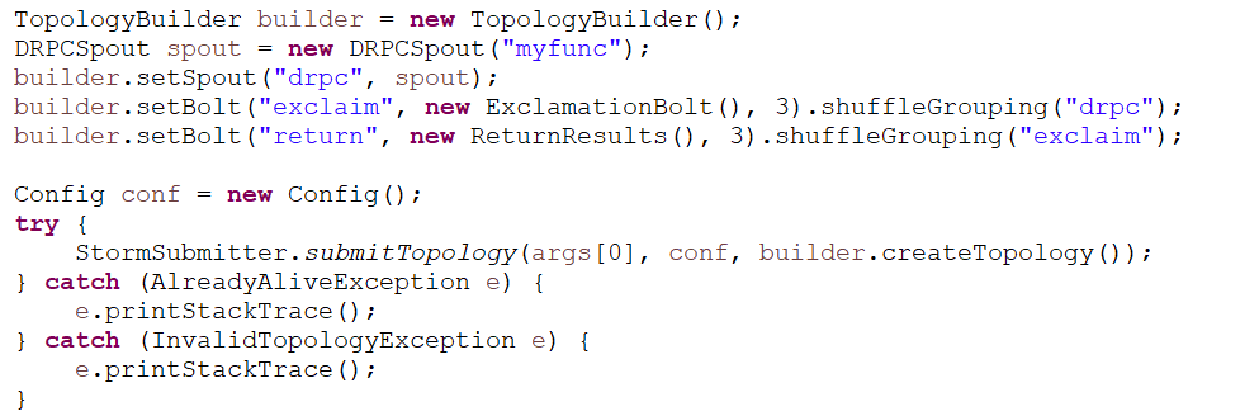 TopologyBuilder builder = new TopologyBuilder();
DRPCSpout spout = new DRPCSpout("myfunc");
builder.setSpout("drpc", spout);
builder.setBolt("exclaim", new ExclamationBolt(), 3).shuffleGrouping("drpc");
builder.setBolt("return", new ReturnResults(), 3).shuffleGrouping("exclaim");

Config conf = new Config();
try {
    StormSubmitter.submitTopology(args[0], conf, builder.createTopology());
} catch (AlreadyAliveException e) {
    e.printStackTrace();
} catch (InvalidTopologyException e) {
    e.printStackTrace();
}